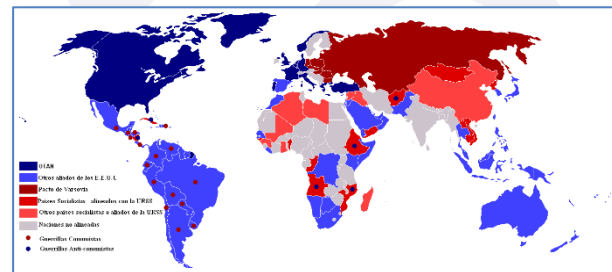 OTAN
Otros aliados de los E.E.U.U.
Pacto de Varsovia
Países Socialistas alineados con la URSS
Otros países socialistas o aliados de la URSS
Naciones no alineadas
Guerrillas Comunistas
Guerrillas Anti-comunistas